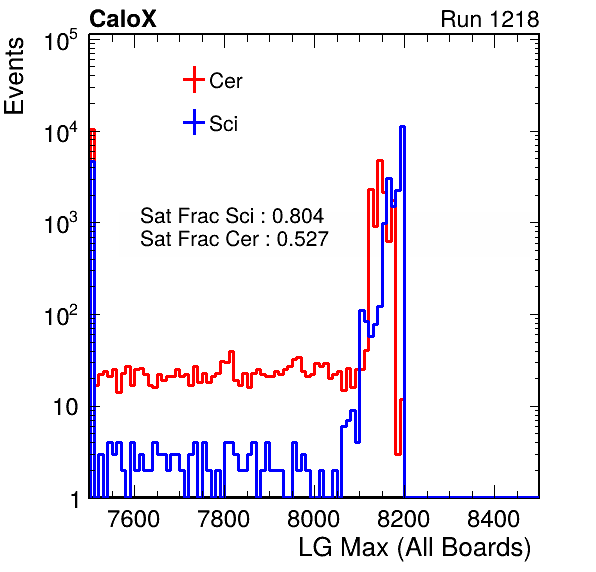 CaloX Run 1218
Events
10^5
Cer
Sci
10^4
Sat Frac Sci : 0.804
10^3
Sat Frac Cer : 0.527
10^2
10
1
7600 7800 8000 8200 8400
LG Max (All Boards)